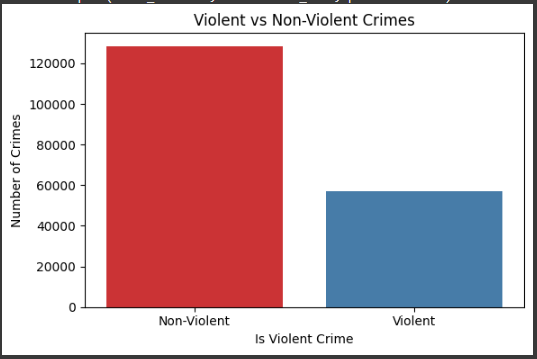 Violent vs Non-Violent Crimes
Number of Crimes
120000
100000
80000
60000
40000
20000
0
Non-Violent Violent
Is Violent Crime